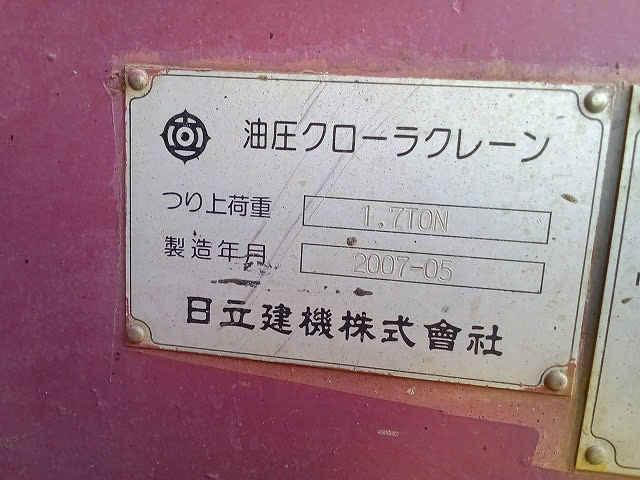 油圧クローラクレーン
つり上荷重 1.7TON
製造年月 2007-05
日立建機株式會社